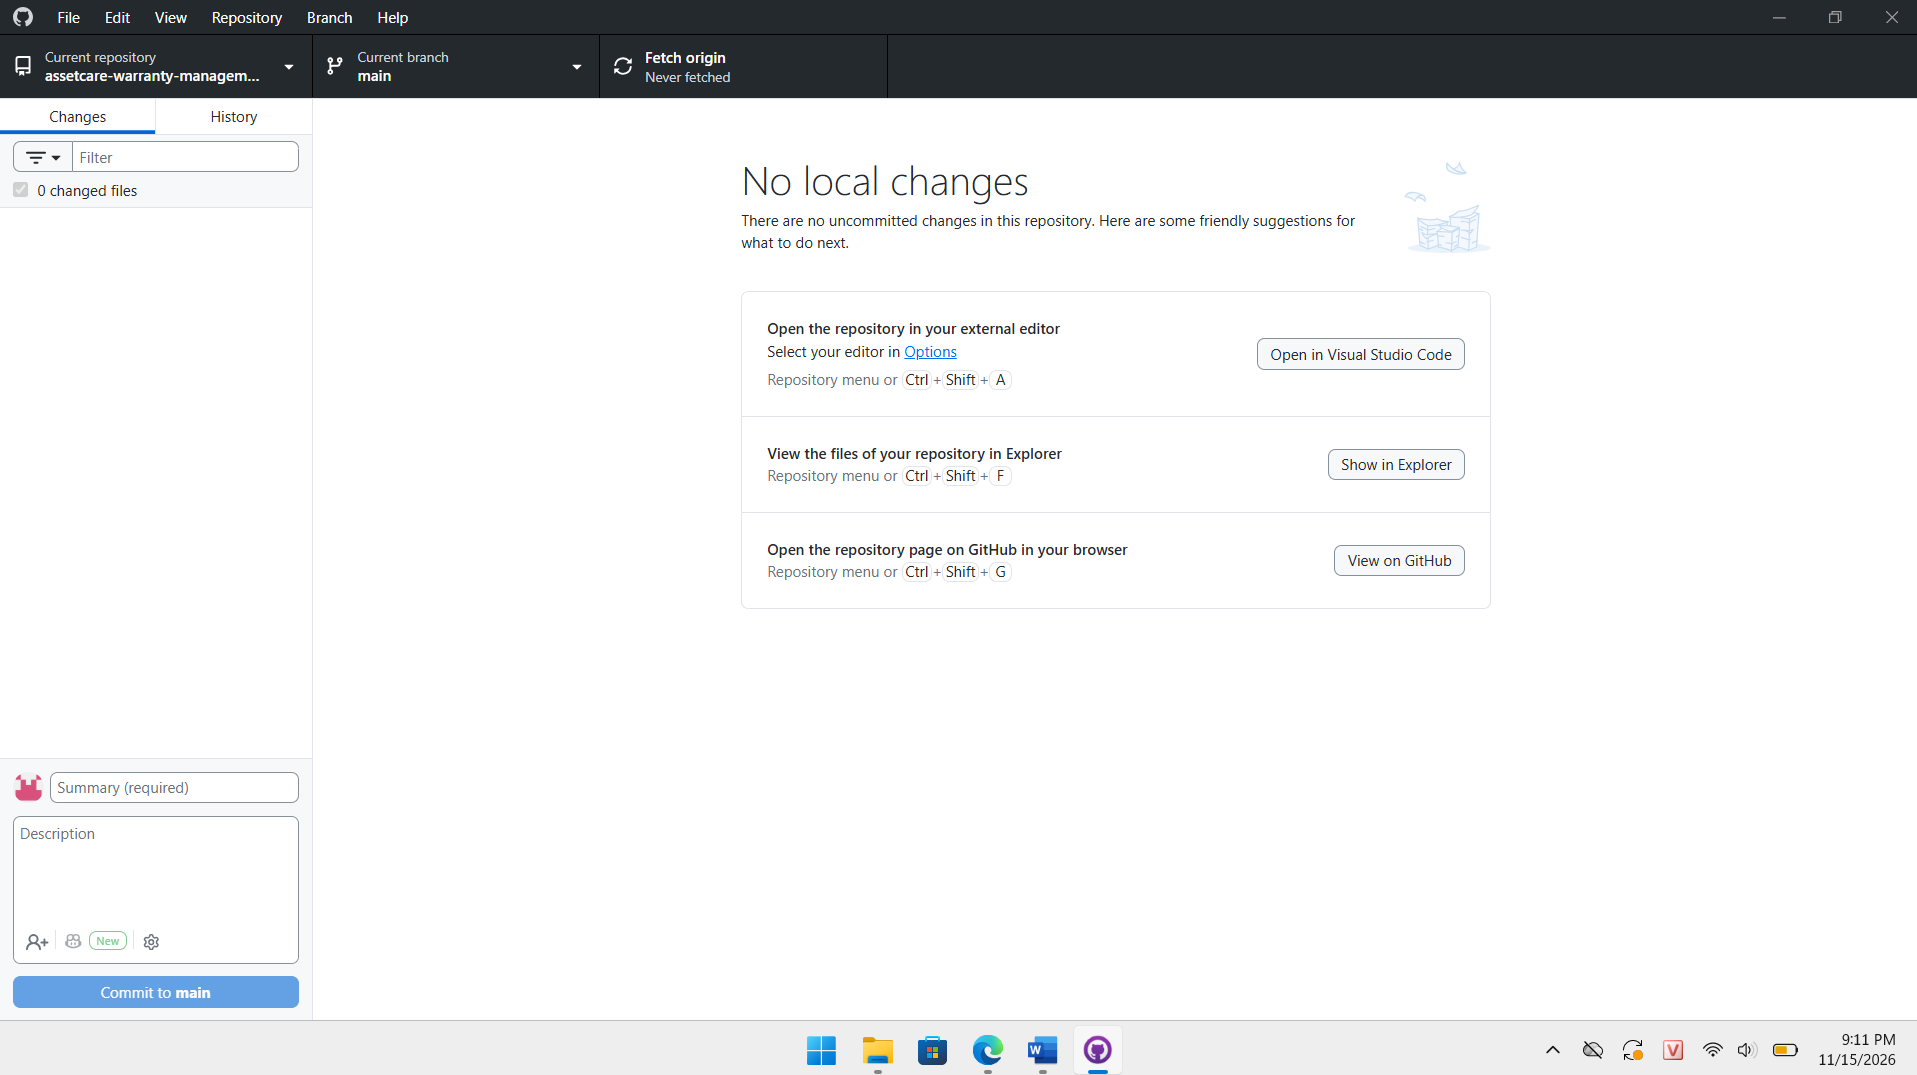 File Edit View Repository Branch Help
Current repository
assetcare-warranty-managem...
Current branch
main
Fetch origin
Never fetched
Changes History
Filter
0 changed files
No local changes
There are no uncommitted changes in this repository. Here are some friendly suggestions for
what to do next.
Open the repository in your external editor
Select your editor in Options
Repository menu or Ctrl + Shift + A
Open in Visual Studio Code
View the files of your repository in Explorer
Repository menu or Ctrl + Shift + F
Show in Explorer
Open the repository page on GitHub in your browser
Repository menu or Ctrl + Shift + G
View on GitHub
Summary (required)
Description
New
Commit to main
W
V
9:11 PM
11/15/2026